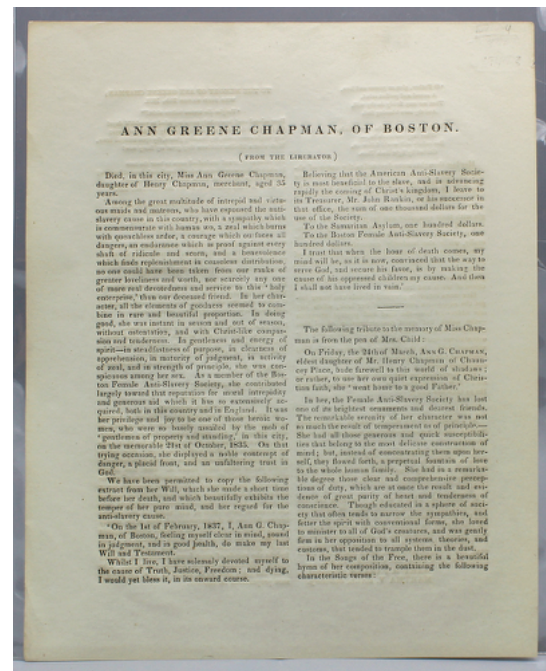 ANN GREENE CHAPMAN, OF BOSTON.
(FROM THE LIBERATOR)
Died, in this city, Miss Ann Greene Chapman,
daughter of Henry Chapman, merchant, aged 35
years.
Among the great multitude of intrepid and virtu-
ous maids and matrons, who have espoused the anti-
slavery cause in this country, with a sympathy which
is commensurate with human wo, a zeal which burns
with quenchless ardor, a courage which outfaces all
dangers, an endurance which is proof against every
shaft of ridicule and scorn, and a benevolence
which finds replenishment in ceaseless distribution,
no one could have been taken from our ranks of
greater loveliness and worth, nor scarcely any one
of more real devotedness and service to this 'holy
enterprise,' than our deceased friend. In her char-
acter, all the elements of goodness seemed to com-
bine in rare and beautiful proportion. In doing
good, she was instant in season and out of season,
without ostentation, and with Christ-like compas-
sion and tenderness. In gentleness and energy of
spirit—in steadfastness of purpose, in clearness of
apprehension, in maturity of judgment, in activity
of zeal, and in strength of principle, she was con-
spicuous among her sex. As a member of the Bos-
ton Female Anti-Slavery Society, she contributed
largely toward that reputation for moral intrepidity
and generous aid which it has so extensively ac-
quired, both in this country and in England. It was
her privilege and joy to be one of those heroic wo-
men, who were so basely assailed by the mob of
'gentlemen of property and standing,' in this city,
on the memorable 21st of October, 1835. On that
trying occasion, she displayed a noble contempt of
danger, a placid front, and an unfaltering trust in
God.
We have been permitted to copy the following
extract from her Will, which she made a short time
before her death, and which beautifully exhibits the
temper of her pure mind, and her regard for the
anti-slavery cause.
'On the 1st of February, 1837, I, Ann G. Chap-
man, of Boston, feeling myself clear in mind, sound
in judgment, and in good health, do make my last
Will and Testament.
Whilst I live, I have solemnly devoted myself to
the cause of Truth, Justice, Freedom; and dying,
I would yet bless it, in its onward course.
Believing that the American Anti-Slavery Socie-
ty is most beneficial to the slave, and is advancing
rapidly the coming of Christ's kingdom, I leave to
its Treasurer, Mr. John Rankin, or his successor in
that office, the sum of one thousand dollars for the
use of the Society.
To the Samaritan Asylum, one hundred dollars.
To the Boston Female Anti-Slavery Society, one
hundred dollars.
I trust that when the hour of death comes, my
mind will be, as it is now, convinced that the way to
serve God, and secure his favor, is by making the
cause of his oppressed children my cause. And then
I shall not have lived in vain.'
The following tribute to the memory of Miss Chap-
man is from the pen of Mrs. Child:
On Friday, the 24th of March, ANN G. CHAPMAN,
eldest daughter of Mr. Henry Chapman of Chaun-
cy Place, bade farewell to this world of shadows;
or rather, to use her own quiet expression of Chris-
tian faith, she 'went home to a good Father.'
In her, the Female Anti-Slavery Society has lost
one of its brightest ornaments and dearest friends.
The remarkable serenity of her character was not
so much the result of temperament as of principle.—
She had all those generous and quick susceptibili-
ties that belong to the most delicate construction of
mind; but, instead of concentrating them upon her-
self, they flowed forth, a perpetual fountain of love
to the whole human family. She had in a remarka-
ble degree those clear and comprehensive percep-
tions of duty, which are at once the result and evi-
dence of great purity of heart and tenderness of
conscience. Though educated in a sphere of soci-
ety that often tends to narrow the sympathies, and
fetter the spirit with conventional forms, she loved
to minister to all of God's creatures, and was gently
firm in her opposition to all systems, theories, and
customs, that tended to trample them in the dust.
In the Songs of the Free, there is a beautiful
hymn of her composition, containing the following
characteristic verses: